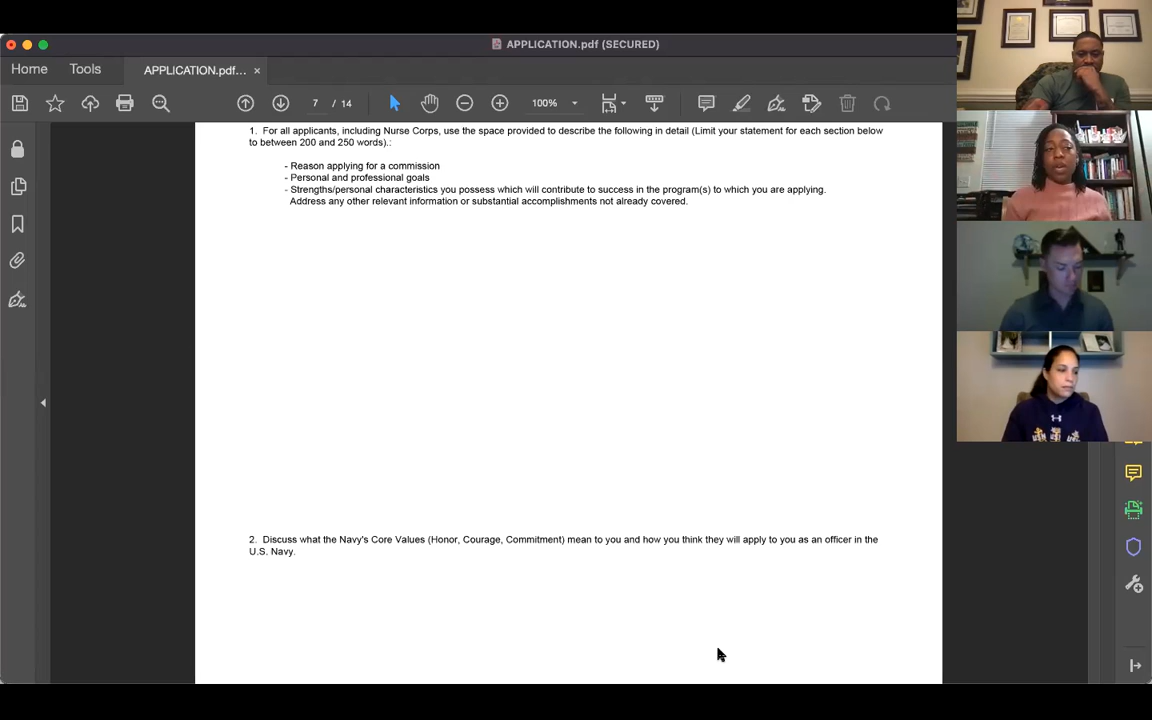 APPLICATION.pdf (SECURED)
Home
Tools
APPLICATION.pdf... ×
7 / 14
100%
1. For all applicants, including Nurse Corps, use the space provided to describe the following in detail (Limit your statement for each section below
to between 200 and 250 words).:
- Reason applying for a commission
- Personal and professional goals
- Strengths/personal characteristics you possess which will contribute to success in the program(s) to which you are applying.
Address any other relevant information or substantial accomplishments not already covered.
2. Discuss what the Navy's Core Values (Honor, Courage, Commitment) mean to you and how you think they will apply to you as an officer in the
U.S. Navy.